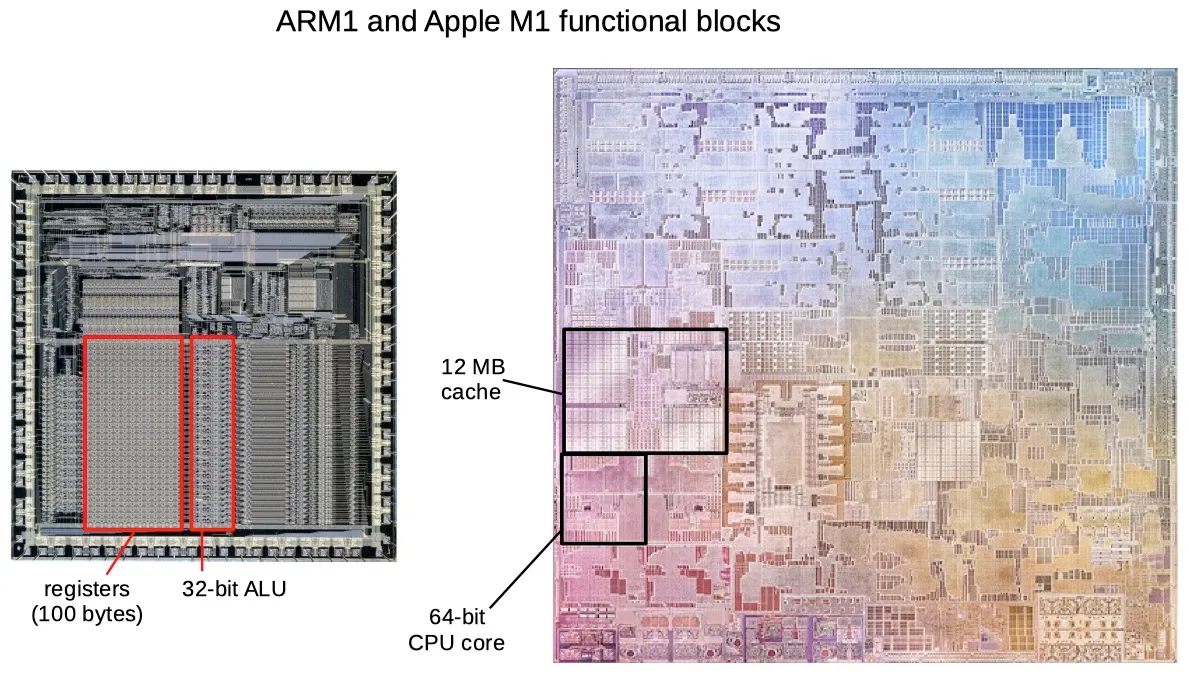 ARM1 and Apple M1 functional blocks
12 MB
cache
registers
(100 bytes)
32-bit ALU
64-bit
CPU core